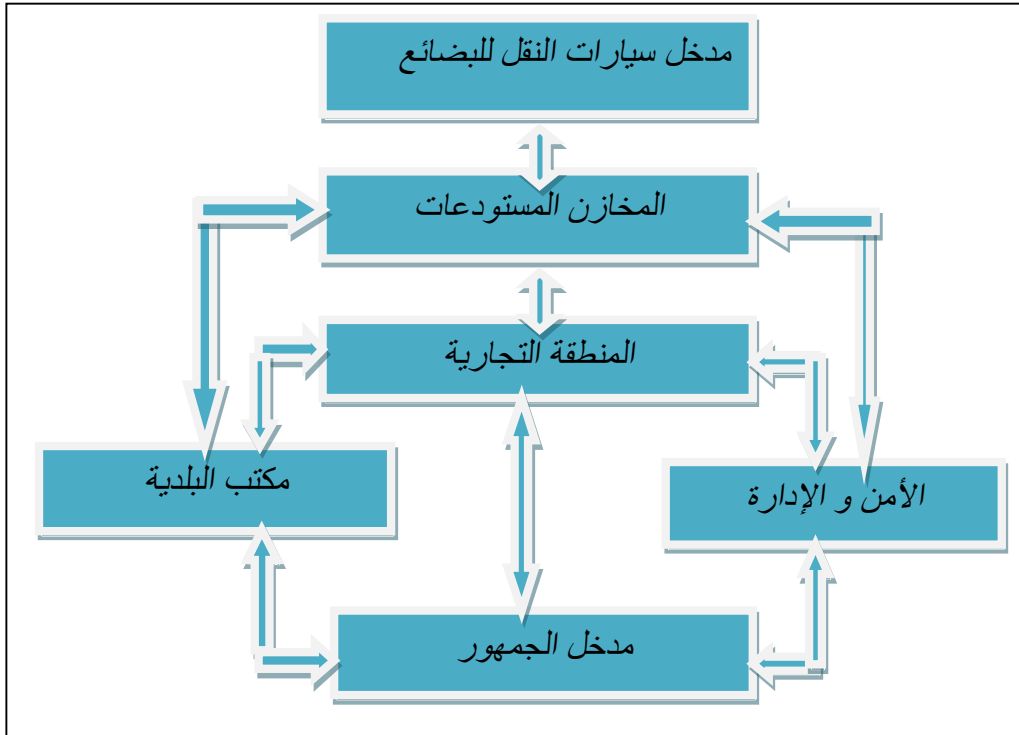 مدخل سيارات النقل للبضائع
المخازن المستودعات
المنطقة التجارية
مكتب البلدية
الأمن و الإدارة
مدخل الجمهور